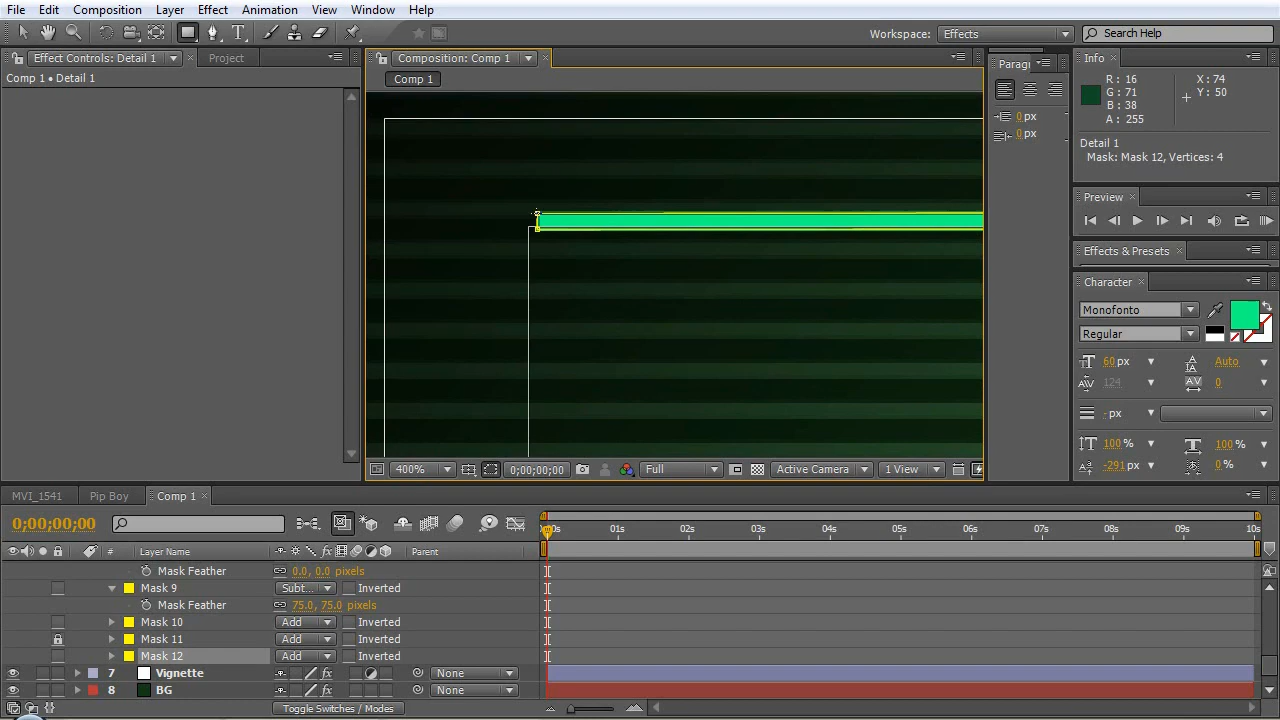 File Edit Composition Layer Effect Animation View Window Help
Workspace: Effects Search Help
Effect Controls: Detail 1 Project
Composition: Comp 1
Info
Comp 1 • Detail 1
Comp 1
R : 16 X : 74
G : 71 Y : 50
B : 38
A : 255
0 px
0 px
Detail 1
Mask: Mask 12, Vertices: 4
Preview
Effects & Presets
Character
Monofonto
Regular
60 px Auto
124 0
- px
100 % 100 %
-291 px 0 %
400% 0;00;00;00 Full Active Camera 1 View
MVI_1541 Pip Boy Comp 1
0;00;00;00
01s 02s 03s 04s 05s 06s 07s 08s 09s 10s
# Layer Name Parent
Mask Feather 0.0, 0.0 pixels
Mask 9 Subt... Inverted
Mask Feather 75.0, 75.0 pixels
Mask 10 Add Inverted
Mask 11 Add Inverted
Mask 12 Add Inverted
7 Vignette fx None
8 BG None
Toggle Switches / Modes